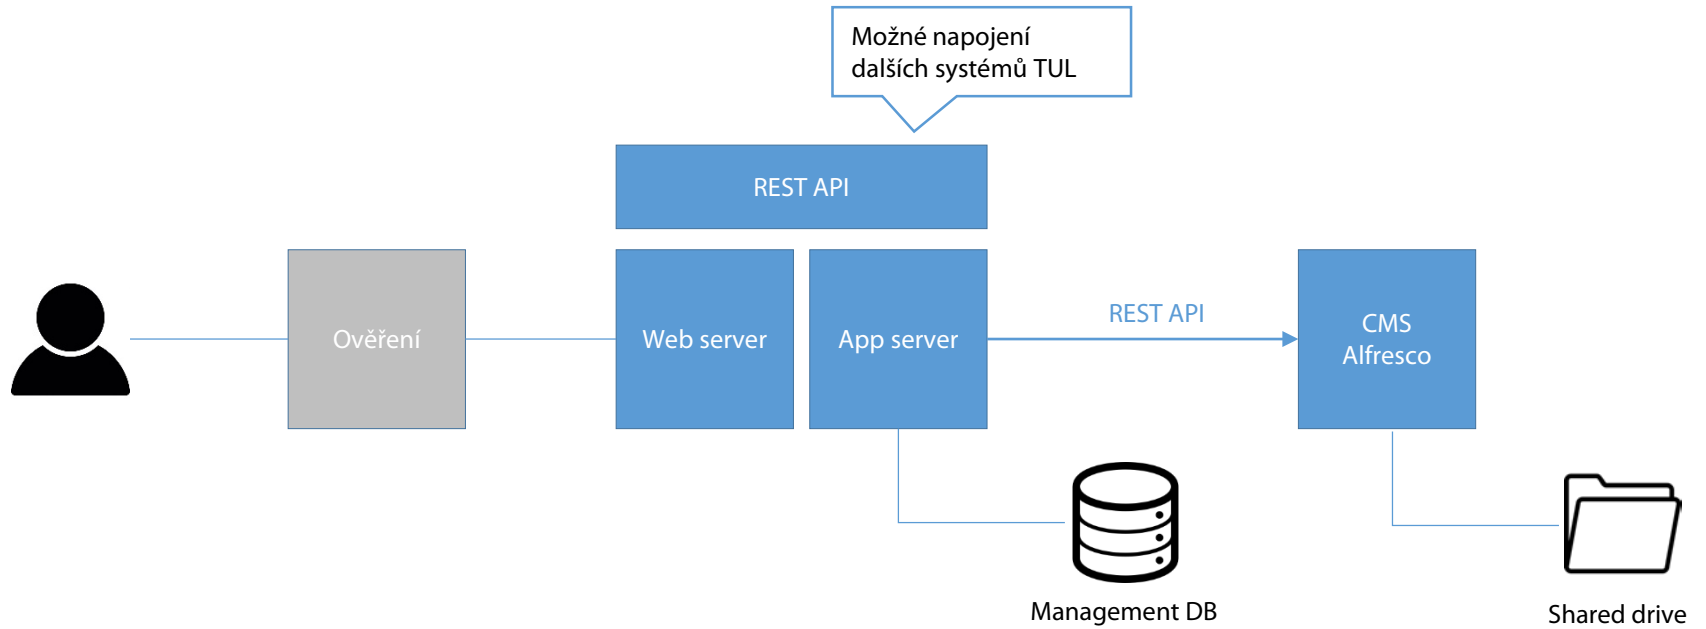 Možné napojení
dalších systémů TUL
REST API
Ověření
Web server
App server
REST API
CMS
Alfresco
Management DB
Shared drive